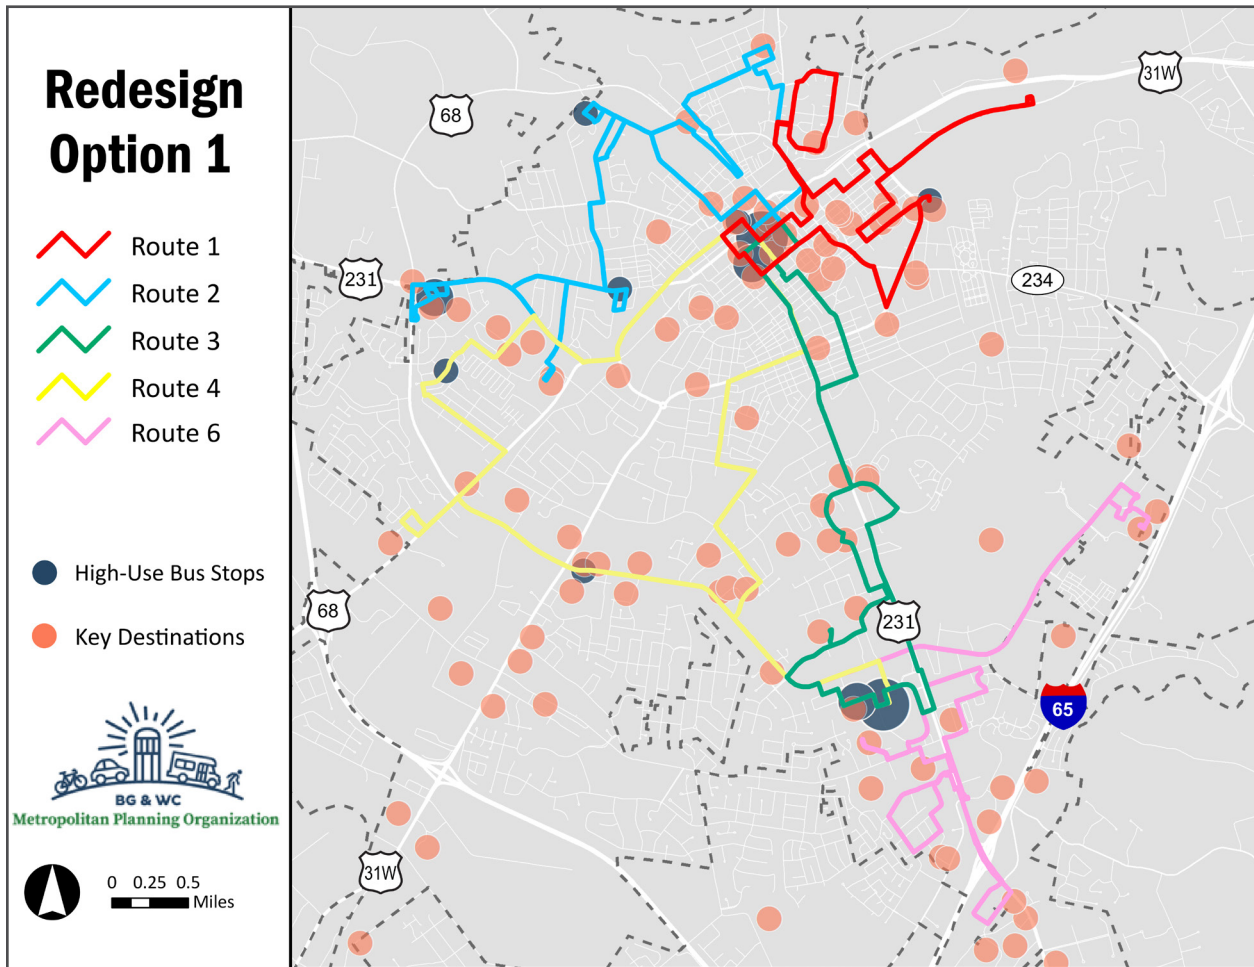 Redesign
Option 1
Route 1
Route 2
Route 3
Route 4
Route 6
High-Use Bus Stops
Key Destinations
BG & WC
Metropolitan Planning Organization
0 0.25 0.5
Miles
31W
68
231
234
68
231
65
31W